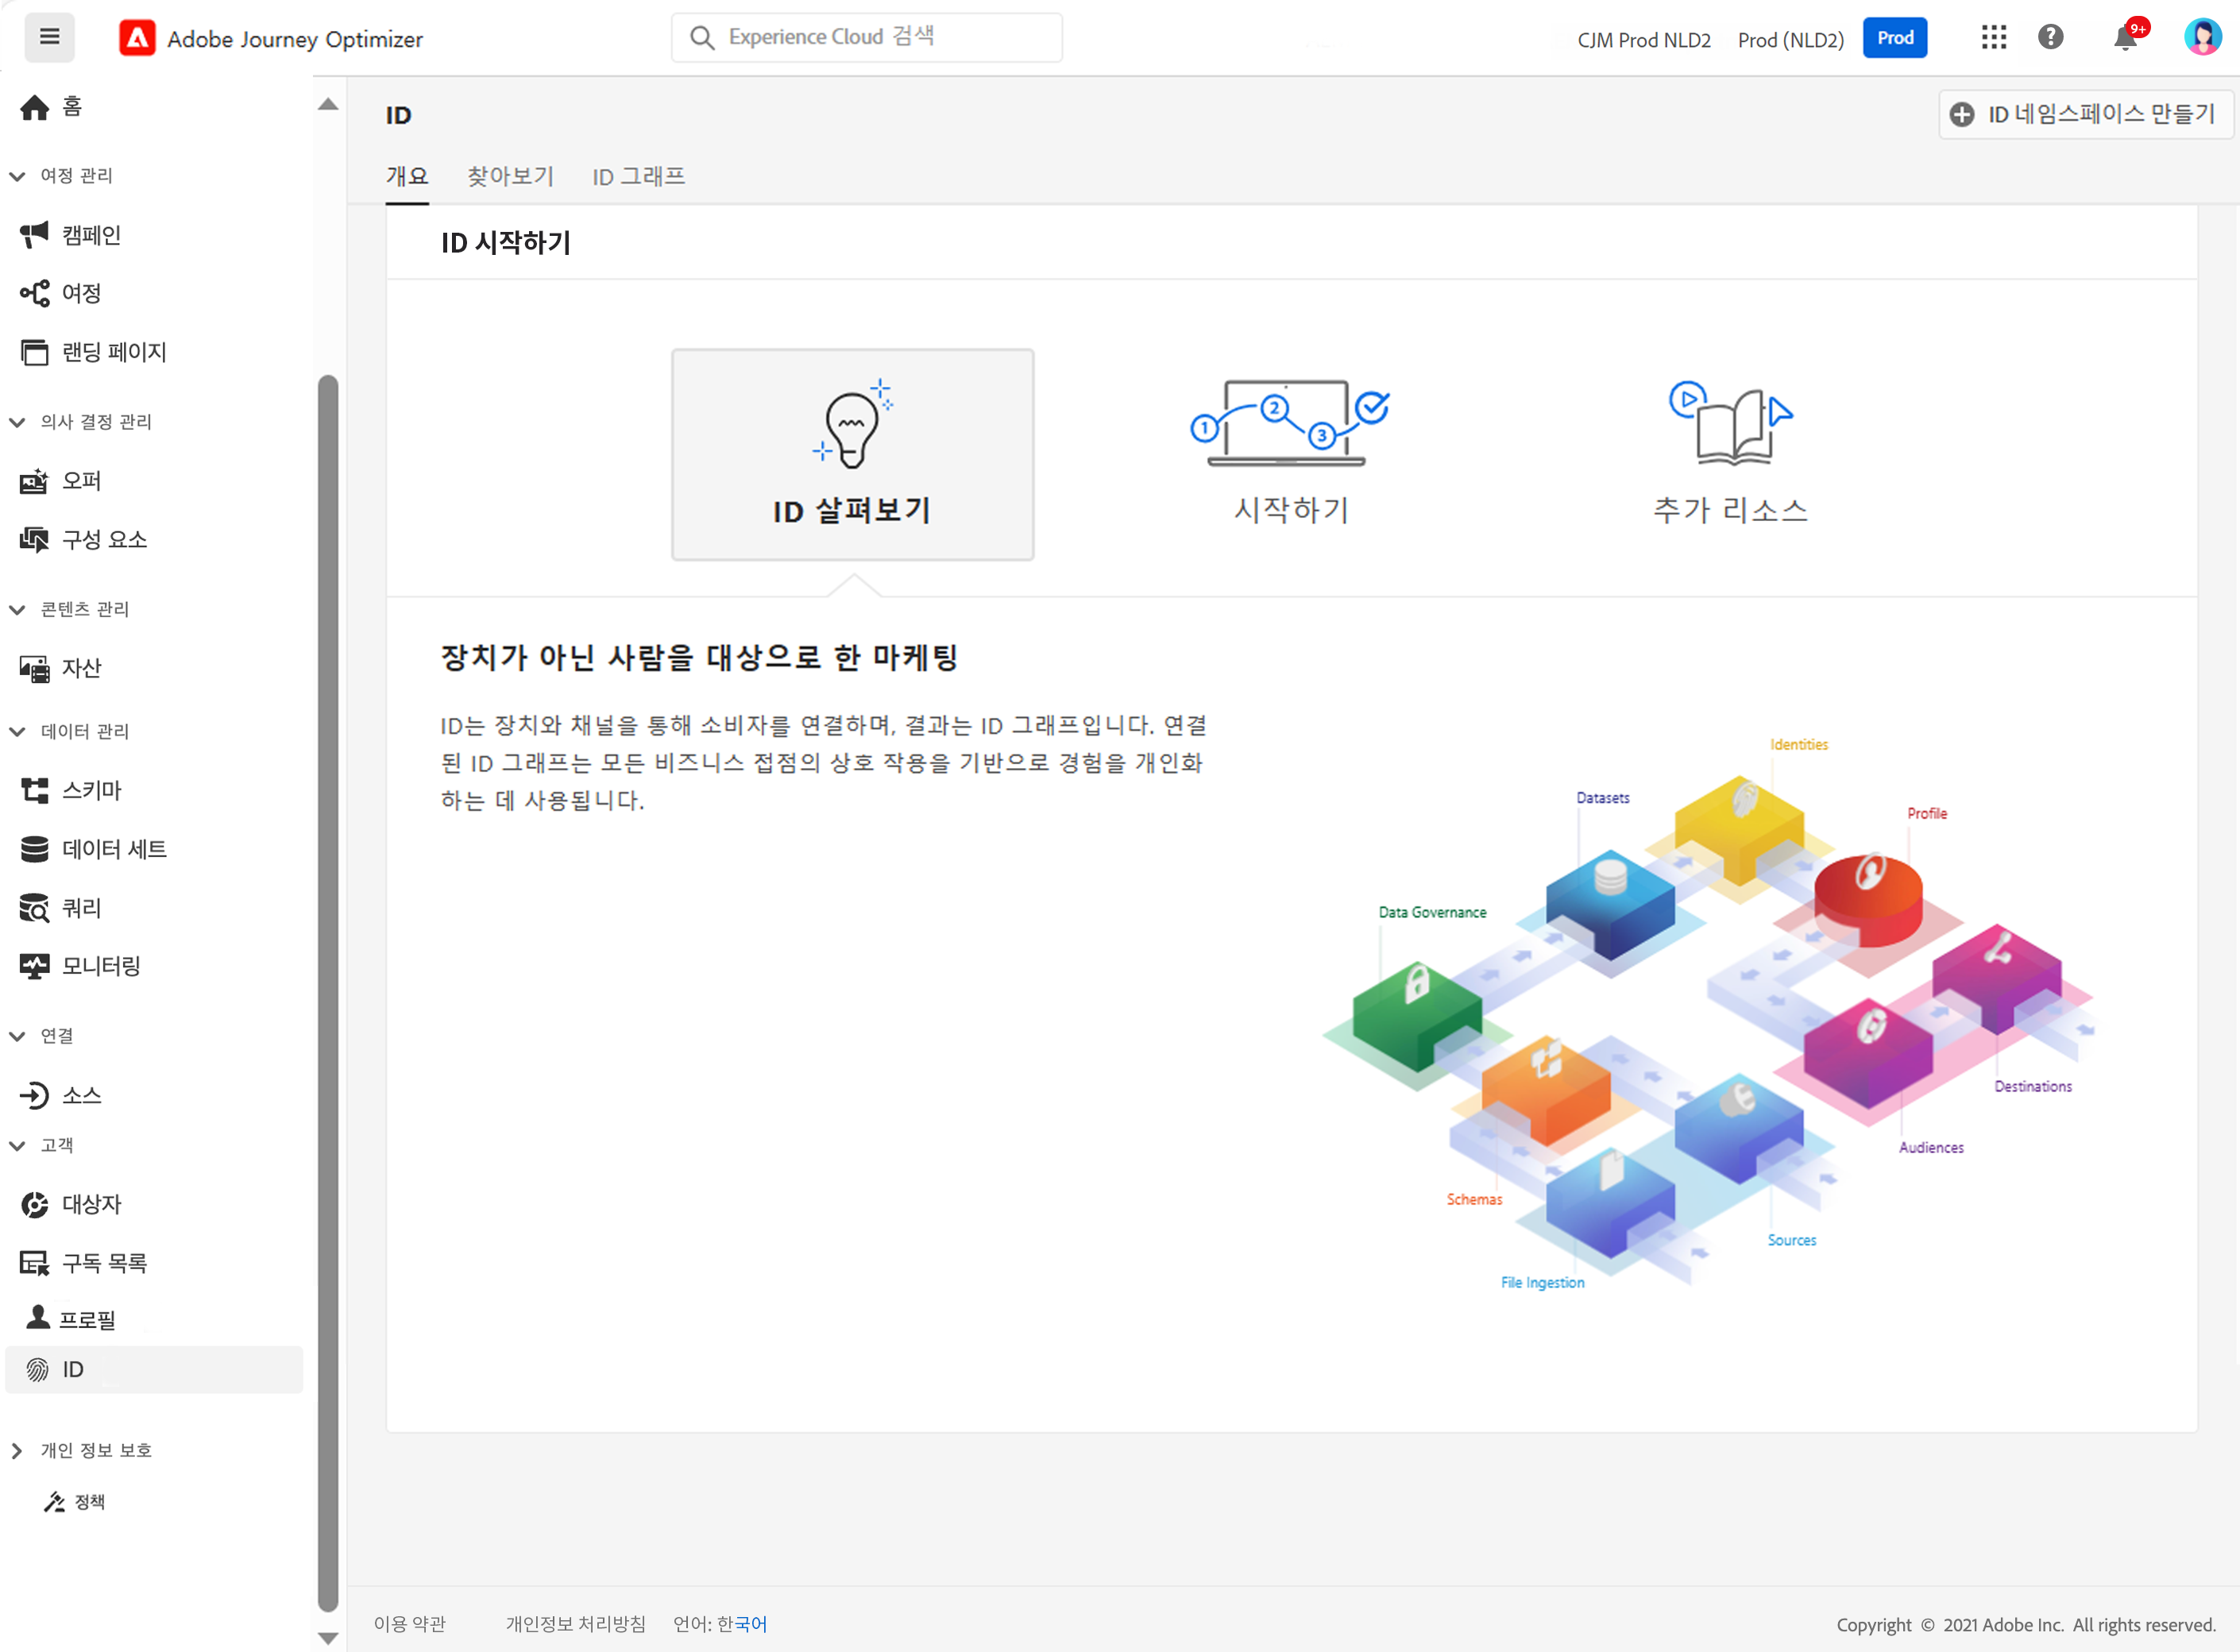 Adobe Journey Optimizer
Experience Cloud 검색
CJM Prod NLD2
Prod (NLD2)
Prod
9+
홈
여정 관리
캠페인
여정
랜딩 페이지
의사 결정 관리
오퍼
구성 요소
콘텐츠 관리
자산
데이터 관리
스키마
데이터 세트
쿼리
모니터링
연결
소스
고객
대상자
구독 목록
프로필
ID
개인 정보 보호
정책
ID
ID 네임스페이스 만들기
개요
찾아보기
ID 그래프
ID 시작하기
ID 살펴보기
1
2
3
시작하기
추가 리소스
장치가 아닌 사람을 대상으로 한 마케팅
ID는 장치와 채널을 통해 소비자를 연결하며, 결과는 ID 그래프입니다. 연결
된 ID 그래프는 모든 비즈니스 접점의 상호 작용을 기반으로 경험을 개인화
하는 데 사용됩니다.
Identities
Datasets
Profile
Data Governance
Destinations
Audiences
Schemas
Sources
File Ingestion
이용 약관
개인정보 처리방침
언어: 한국어
Copyright © 2021 Adobe Inc. All rights reserved.